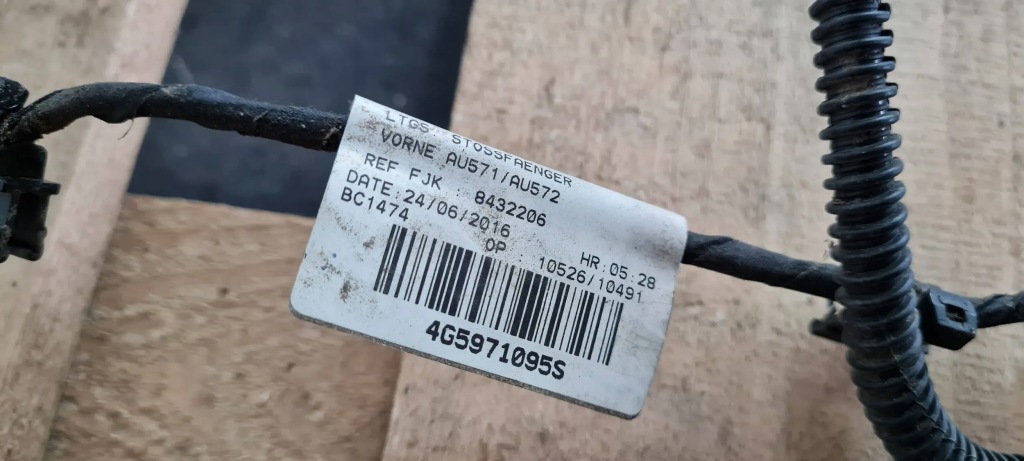 LTGS. STOSSFAENGER
VORNE AU571/AU572
REF FJK : 8432206
DATE:24/06/2016 HR:05:28
BC1474 OP 10526/10491
4G5971095S